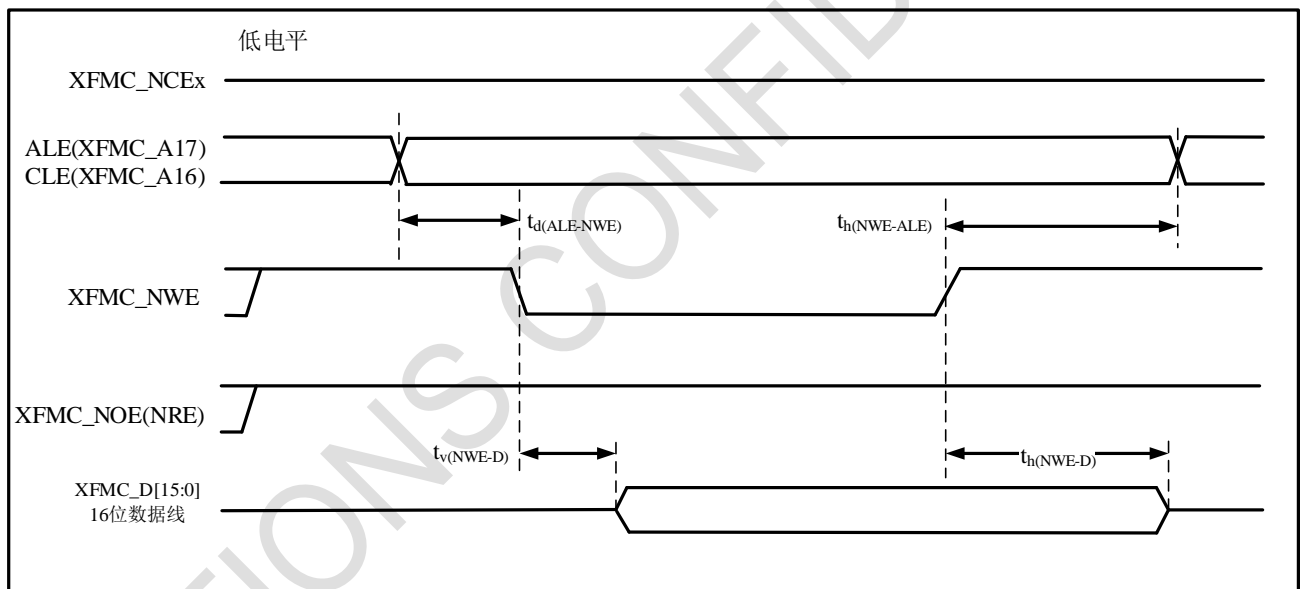 低电平
XFMC_NCEx
ALE(XFMC_A17)
CLE(XFMC_A16)
td(ALE-NWE)
th(NWE-ALE)
XFMC_NWE
XFMC_NOE(NRE)
tv(NWE-D)
th(NWE-D)
XFMC_D[15:0]
16位数据线